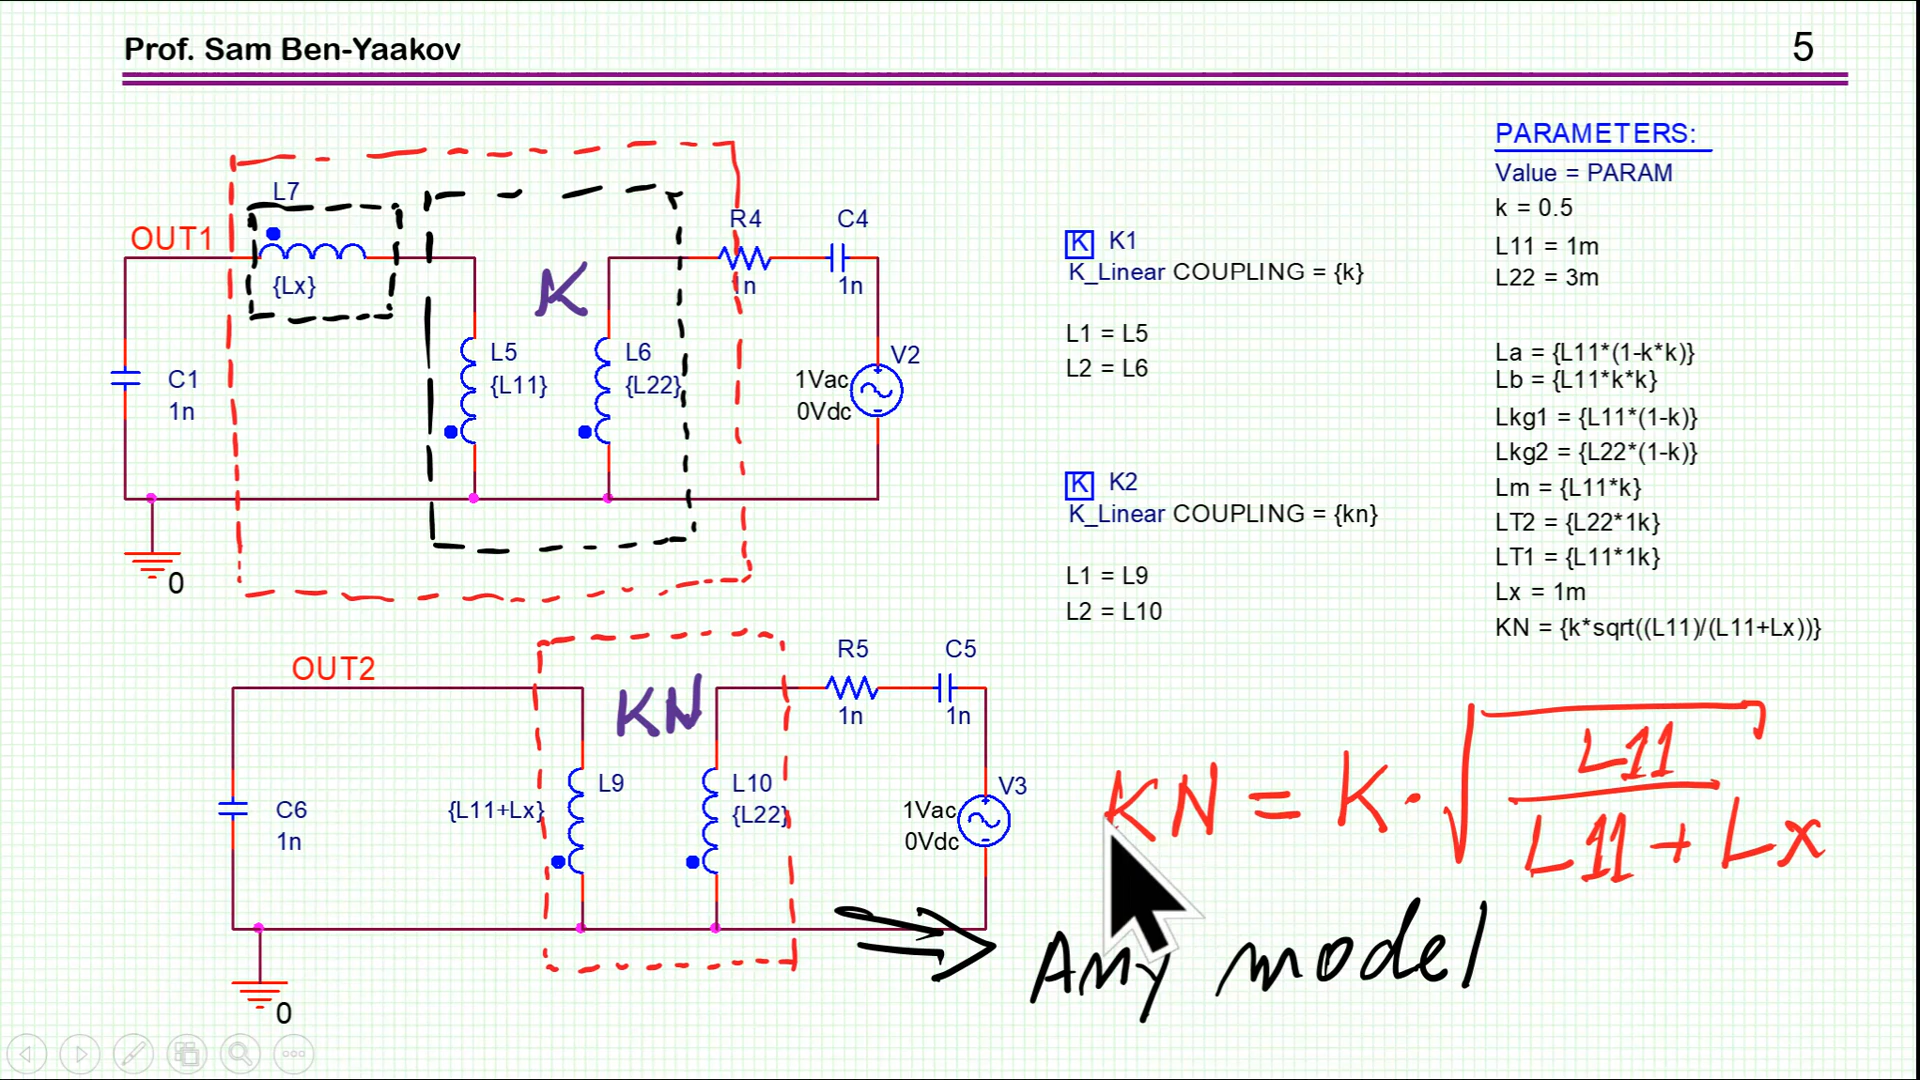 Prof. Sam Ben-Yaakov
5
L7
OUT1
{Lx}
K
R4
1n
C4
1n
L5
{L11}
L6
{L22}
V2
1Vac
0Vdc
C1
1n
0
K K1
K_Linear COUPLING = {k}
L1 = L5
L2 = L6
K K2
K_Linear COUPLING = {kn}
L1 = L9
L2 = L10
PARAMETERS:
Value = PARAM
k = 0.5
L11 = 1m
L22 = 3m
La = {L11*(1-k*k)}
Lb = {L11*k*k}
Lkg1 = {L11*(1-k)}
Lkg2 = {L22*(1-k)}
Lm = {L11*k}
LT2 = {L22*1k}
LT1 = {L11*1k}
Lx = 1m
KN = {k*sqrt((L11)/(L11+Lx))}
OUT2
KN
R5
1n
C5
1n
L9
{L11+Lx}
L10
{L22}
V3
1Vac
0Vdc
C6
1n
0
KN = K · √ L11
L11 + Lx
Any model